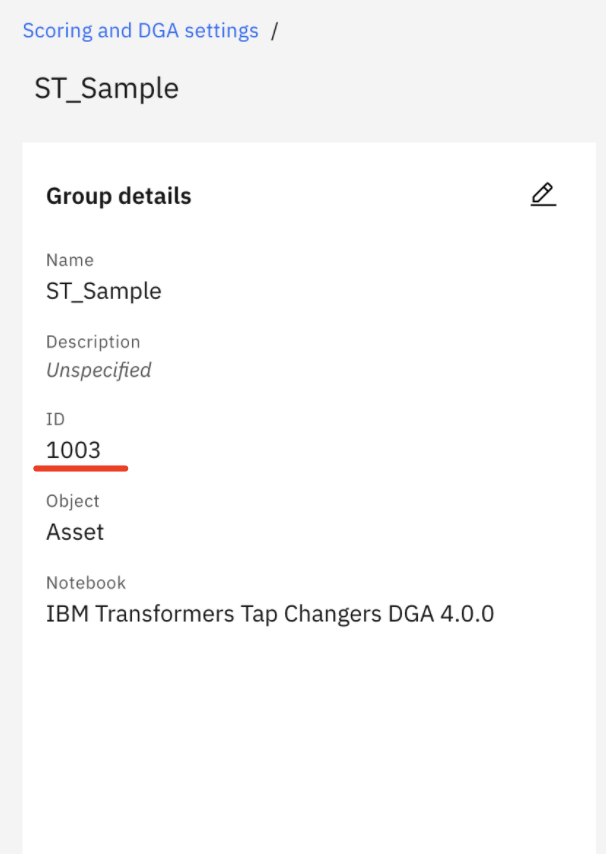 Scoring and DGA settings /
ST_Sample
Group details
Name
ST_Sample
Description
Unspecified
ID
1003
Object
Asset
Notebook
IBM Transformers Tap Changers DGA 4.0.0